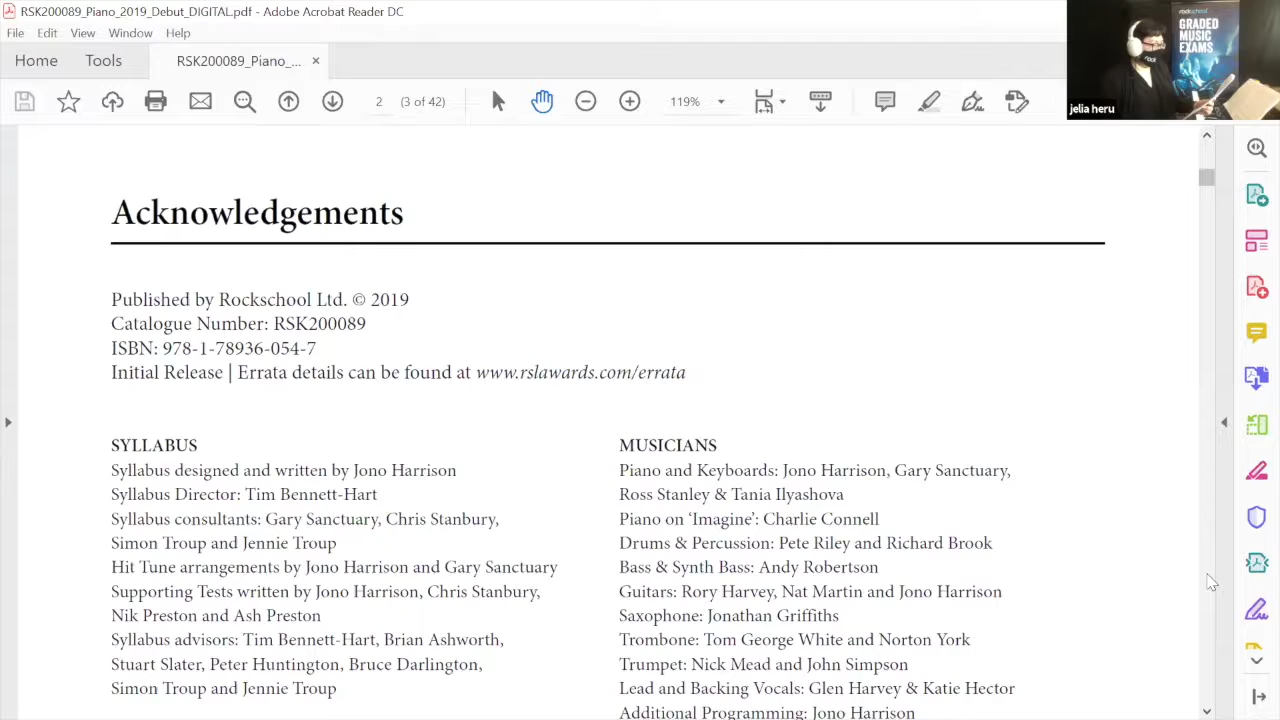 RSK200089_Piano_2019_Debut_DIGITAL.pdf - Adobe Acrobat Reader DC
File Edit View Window Help
Home Tools RSK200089_Piano_... ×
2 (3 of 42) 119%
rockschool
GRADED
MUSIC
EXAMS
jelia heru
Acknowledgements
Published by Rockschool Ltd. © 2019
Catalogue Number: RSK200089
ISBN: 978-1-78936-054-7
Initial Release | Errata details can be found at www.rslawards.com/errata
SYLLABUS
Syllabus designed and written by Jono Harrison
Syllabus Director: Tim Bennett-Hart
Syllabus consultants: Gary Sanctuary, Chris Stanbury,
Simon Troup and Jennie Troup
Hit Tune arrangements by Jono Harrison and Gary Sanctuary
Supporting Tests written by Jono Harrison, Chris Stanbury,
Nik Preston and Ash Preston
Syllabus advisors: Tim Bennett-Hart, Brian Ashworth,
Stuart Slater, Peter Huntington, Bruce Darlington,
Simon Troup and Jennie Troup
MUSICIANS
Piano and Keyboards: Jono Harrison, Gary Sanctuary,
Ross Stanley & Tania Ilyashova
Piano on ‘Imagine’: Charlie Connell
Drums & Percussion: Pete Riley and Richard Brook
Bass & Synth Bass: Andy Robertson
Guitars: Rory Harvey, Nat Martin and Jono Harrison
Saxophone: Jonathan Griffiths
Trombone: Tom George White and Norton York
Trumpet: Nick Mead and John Simpson
Lead and Backing Vocals: Glen Harvey & Katie Hector
Additional Programming: Jono Harrison